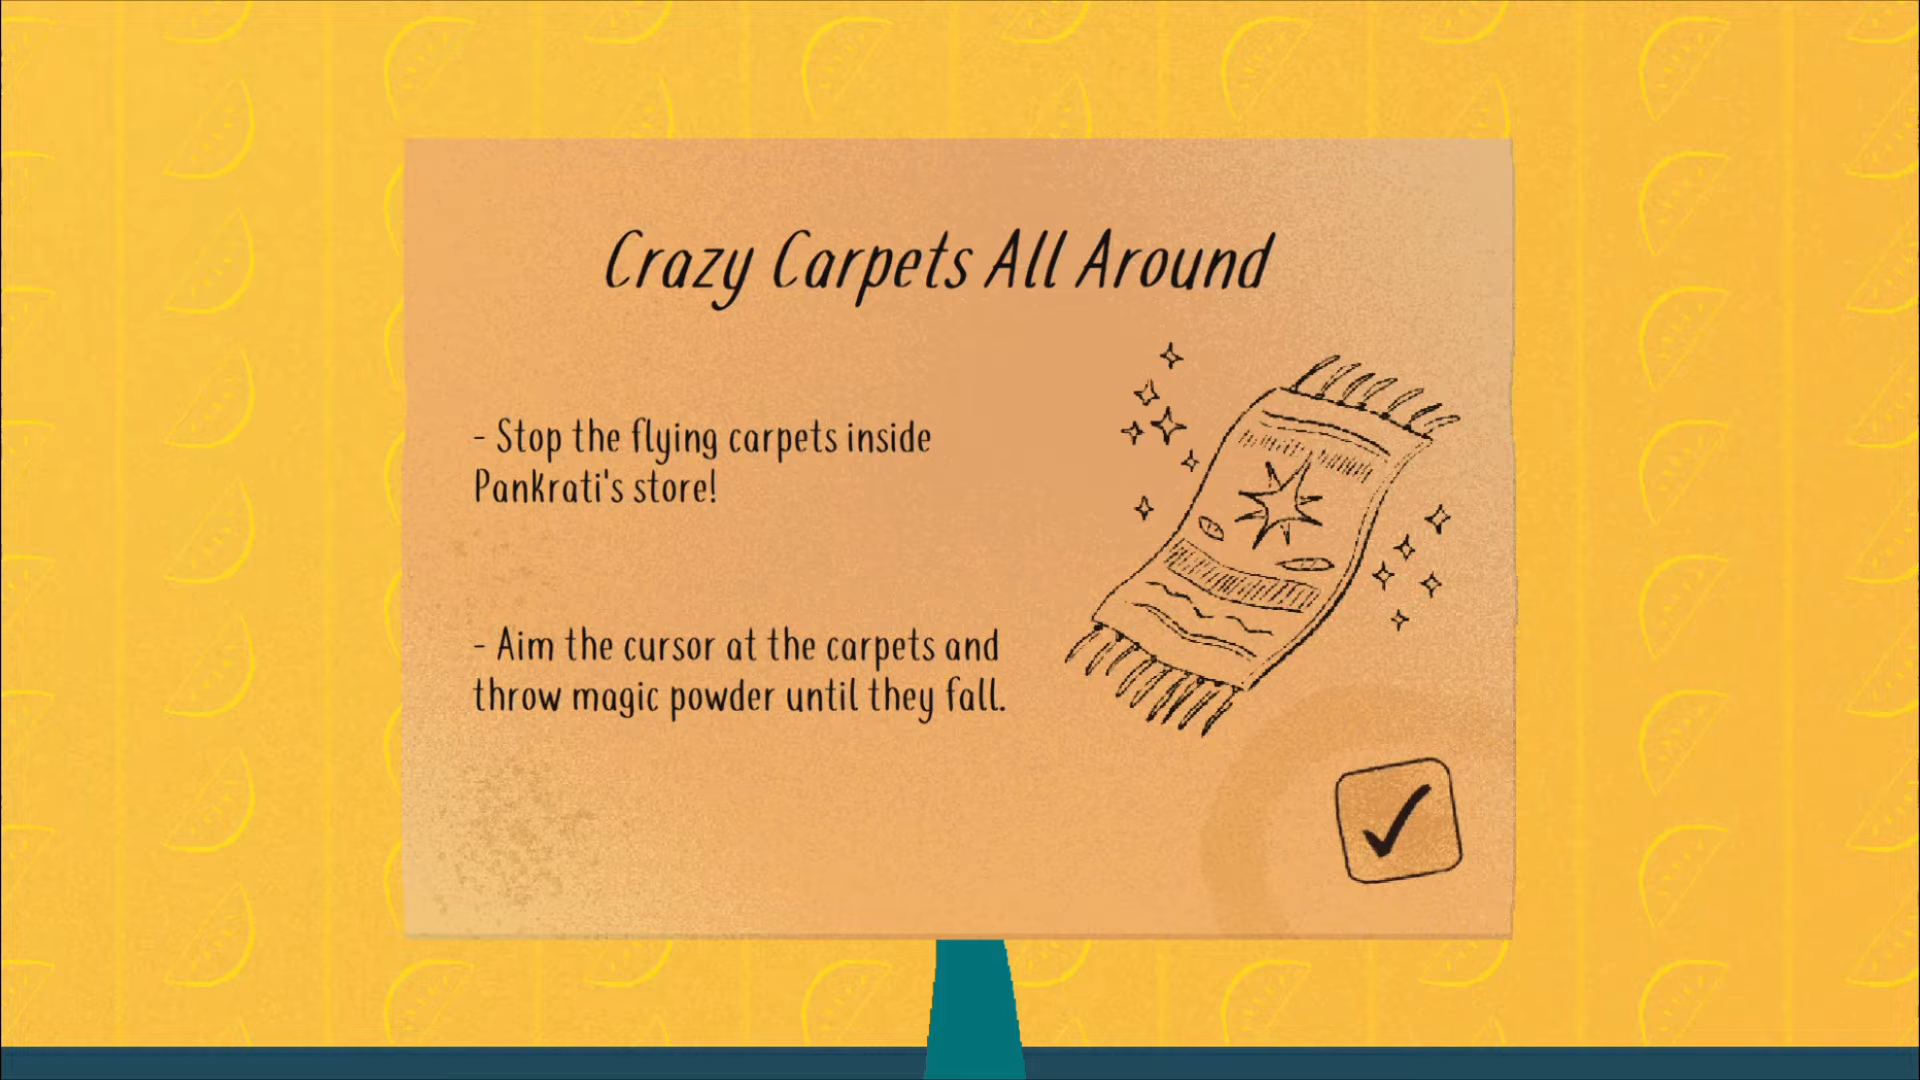 Crazy Carpets All Around
- Stop the flying carpets inside
Pankrati's store!
- Aim the cursor at the carpets and
throw magic powder until they fall.